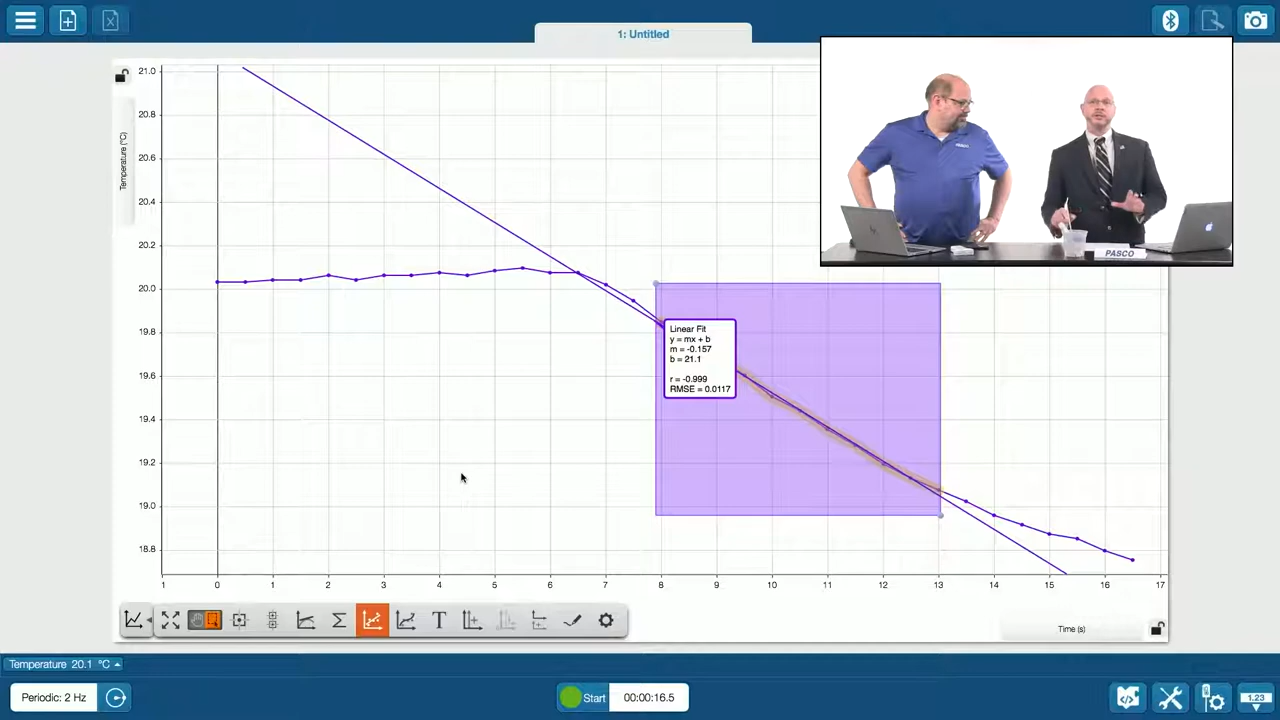 1: Untitled
21.0
20.8
20.6
20.4
20.2
20.0
19.8
19.6
19.4
19.2
19.0
18.8
Temperature (°C)
Linear Fit
y = mx + b
m = -0.157
b = 21.1
r = -0.999
RMSE = 0.0117
PASCO
1 0 1 2 3 4 5 6 7 8 9 10 11 12 13 14 15 16 17
Time (s)
Σ
T
Temperature 20.1 °C
Periodic: 2 Hz
Start
00:00:16.5
1.23